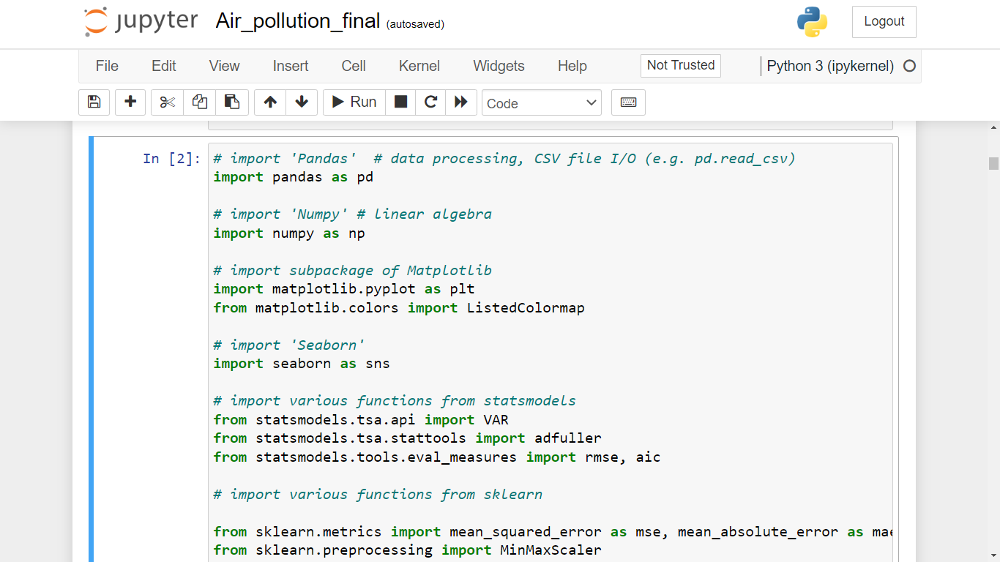 jupyter Air_pollution_final (autosaved) Logout
File Edit View Insert Cell Kernel Widgets Help Not Trusted Python 3 (ipykernel)
Run Code
In [2]: # import 'Pandas'  # data processing, CSV file I/O (e.g. pd.read_csv)
import pandas as pd
# import 'Numpy' # linear algebra
import numpy as np
# import subpackage of Matplotlib
import matplotlib.pyplot as plt
from matplotlib.colors import ListedColormap
# import 'Seaborn'
import seaborn as sns
# import various functions from statsmodels
from statsmodels.tsa.api import VAR
from statsmodels.tsa.stattools import adfuller
from statsmodels.tools.eval_measures import rmse, aic
# import various functions from sklearn
from sklearn.metrics import mean_squared_error as mse, mean_absolute_error as mae
from sklearn.preprocessing import MinMaxScaler